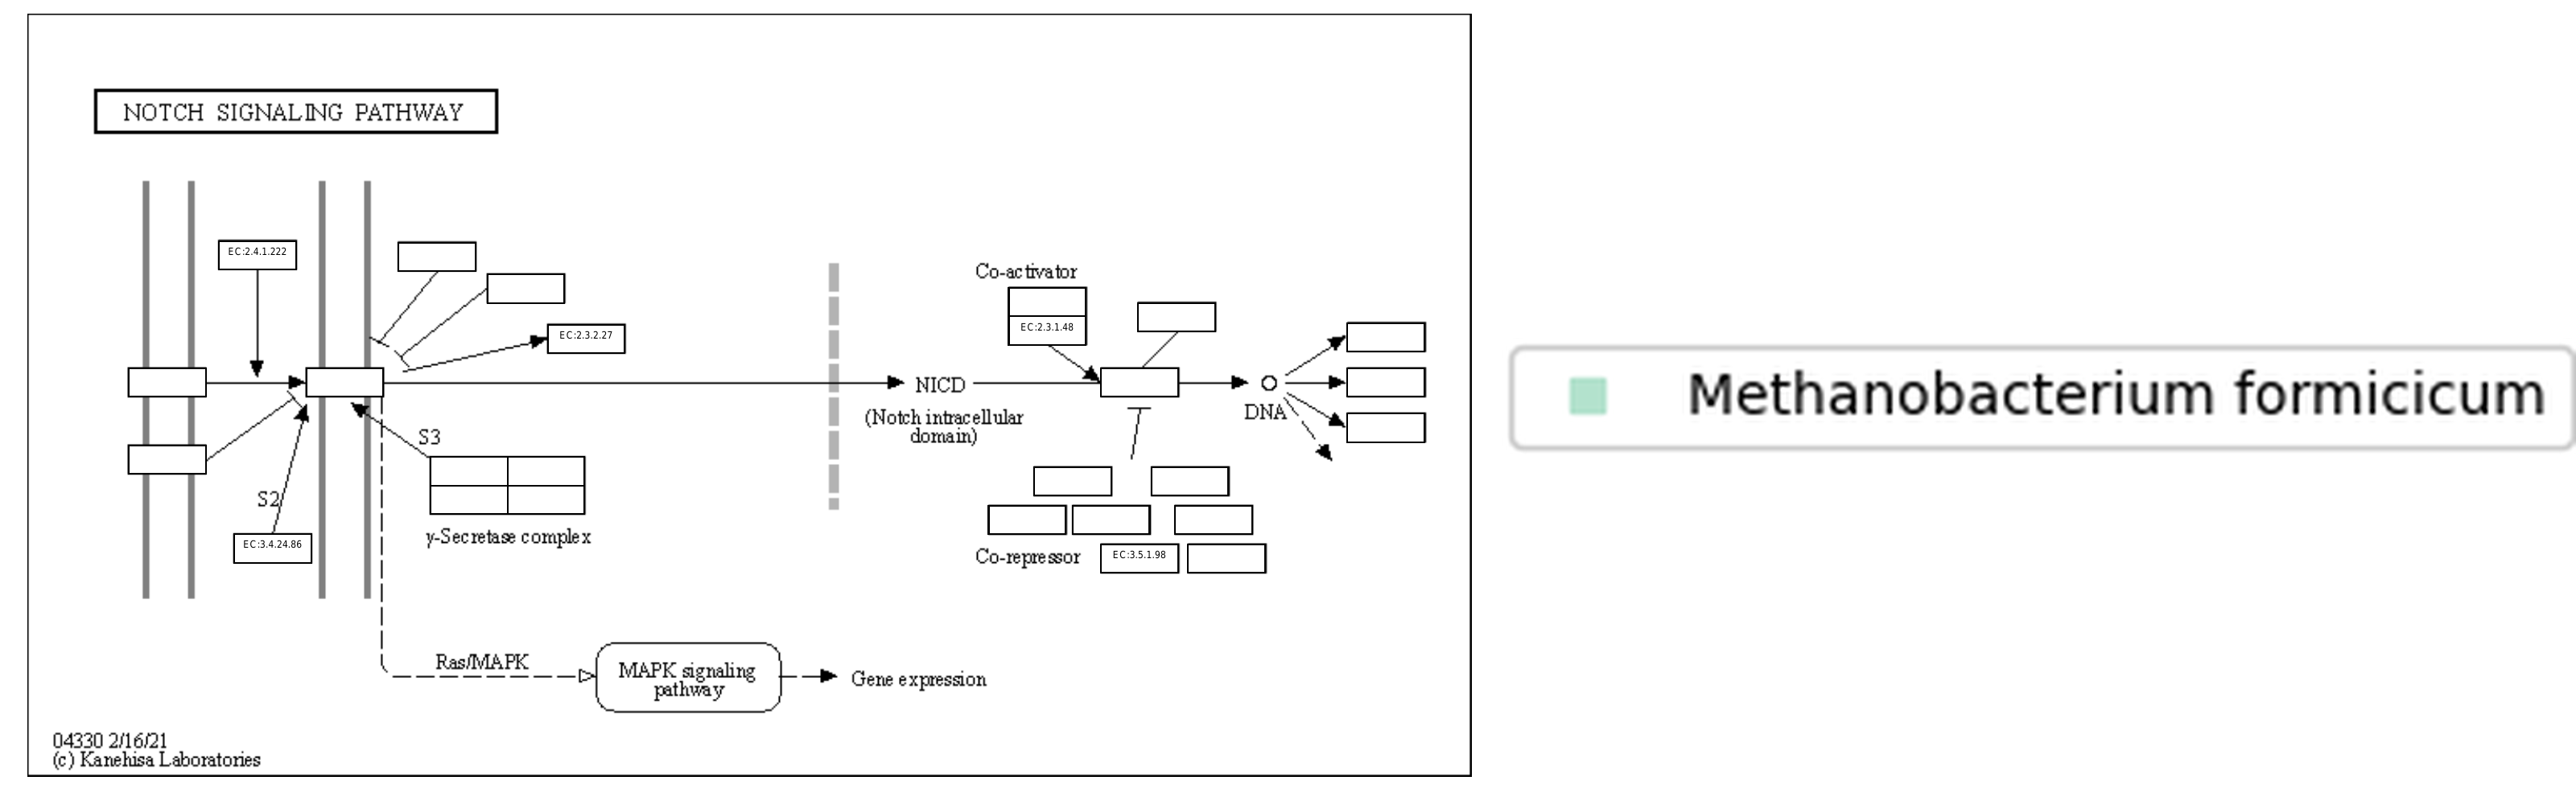 NOTCH SIGNALING PATHWAY
EC:2.4.1.222
EC:2.3.2.27
Co-activator
EC:2.3.1.48
NICD
(Notch intracellular
domain)
DNA
S3
S2
γ-Secretase complex
EC:3.4.24.86
Co-repressor
EC:3.5.1.98
Ras/MAPK
MAPK signaling
pathway
Gene expression
04330 2/16/21
(c) Kanehisa Laboratories
Methanobacterium formicicum